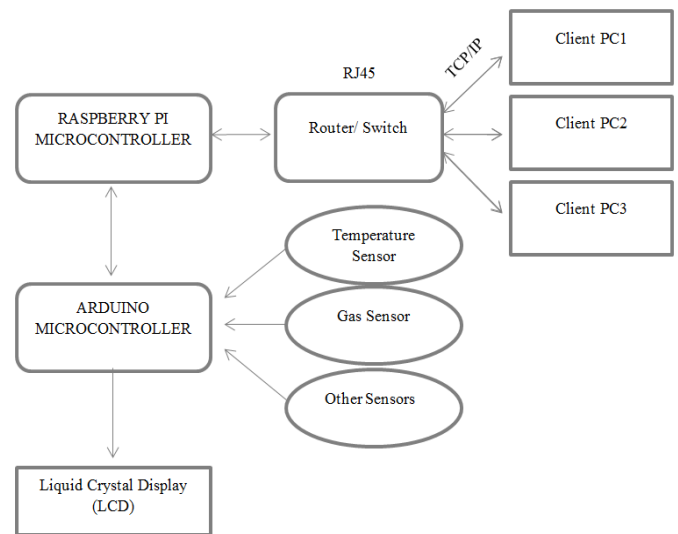 RJ45
TCP/IP
Client PC1
RASPBERRY PI
MICROCONTROLLER
Router/ Switch
Client PC2
Client PC3
Temperature
Sensor
ARDUINO
MICROCONTROLLER
Gas Sensor
Other Sensors
Liquid Crystal Display
(LCD)